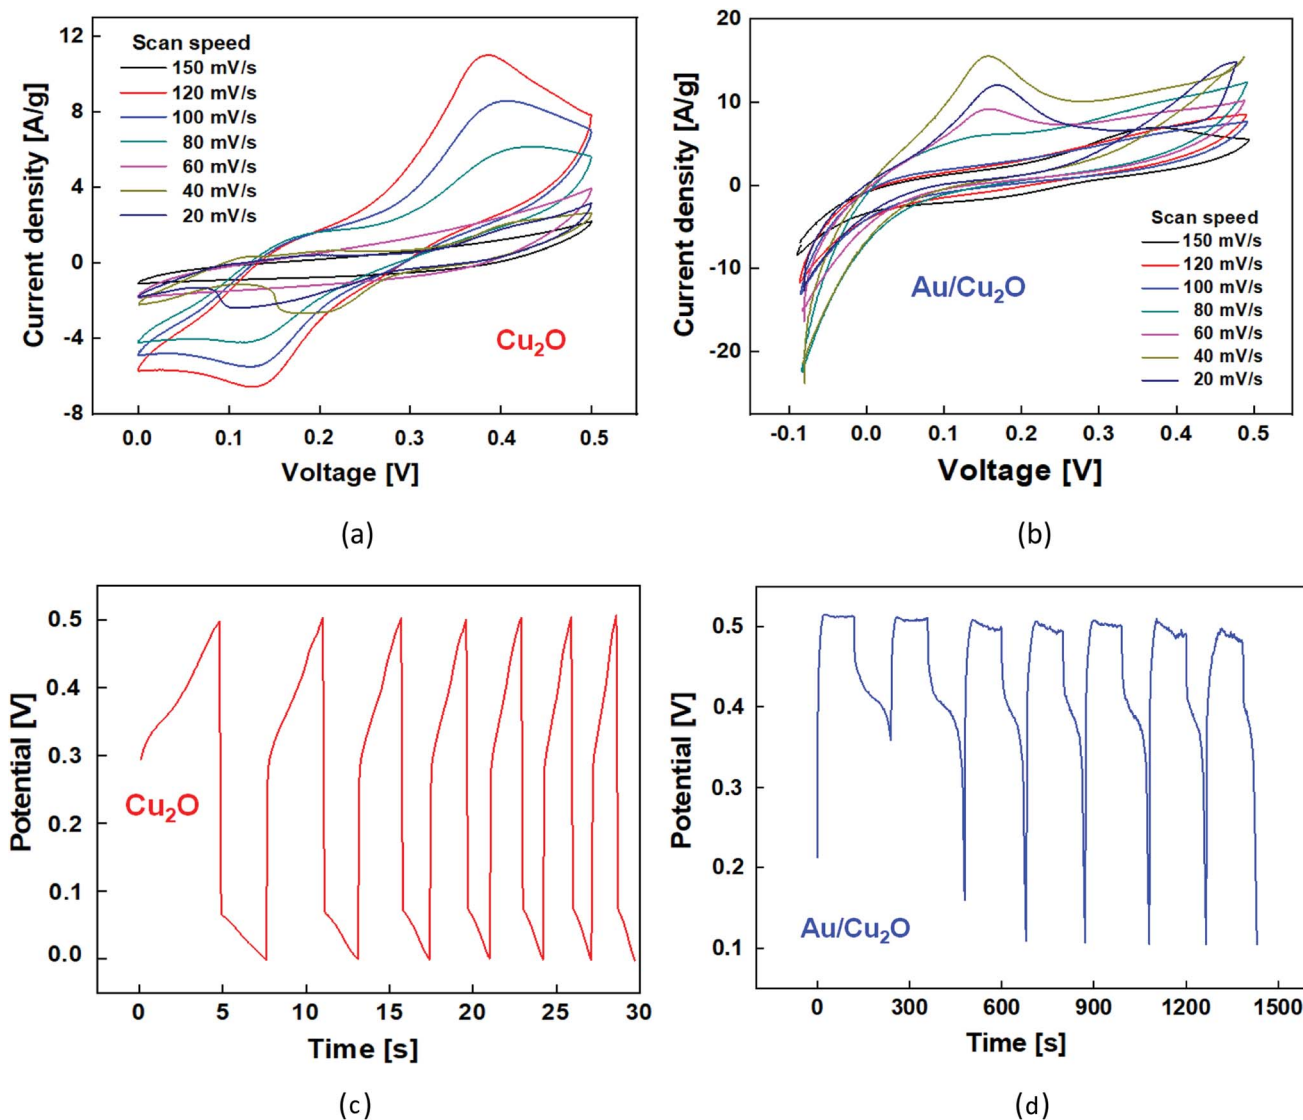 12
8
4
0
-4
-8
Current density [A/g]
Scan speed
150 mV/s
120 mV/s
100 mV/s
80 mV/s
60 mV/s
40 mV/s
20 mV/s
Cu₂O
0.0 0.1 0.2 0.3 0.4 0.5
Voltage [V]
(a)
20
10
0
-10
-20
Current density [A/g]
Au/Cu₂O
Scan speed
150 mV/s
120 mV/s
100 mV/s
80 mV/s
60 mV/s
40 mV/s
20 mV/s
-0.1 0.0 0.1 0.2 0.3 0.4 0.5
Voltage [V]
(b)
0.5
0.4
0.3
0.2
0.1
0.0
Potential [V]
Cu₂O
0 5 10 15 20 25 30
Time [s]
(c)
0.5
0.4
0.3
0.2
0.1
Potential [V]
Au/Cu₂O
0 300 600 900 1200 1500
Time [s]
(d)